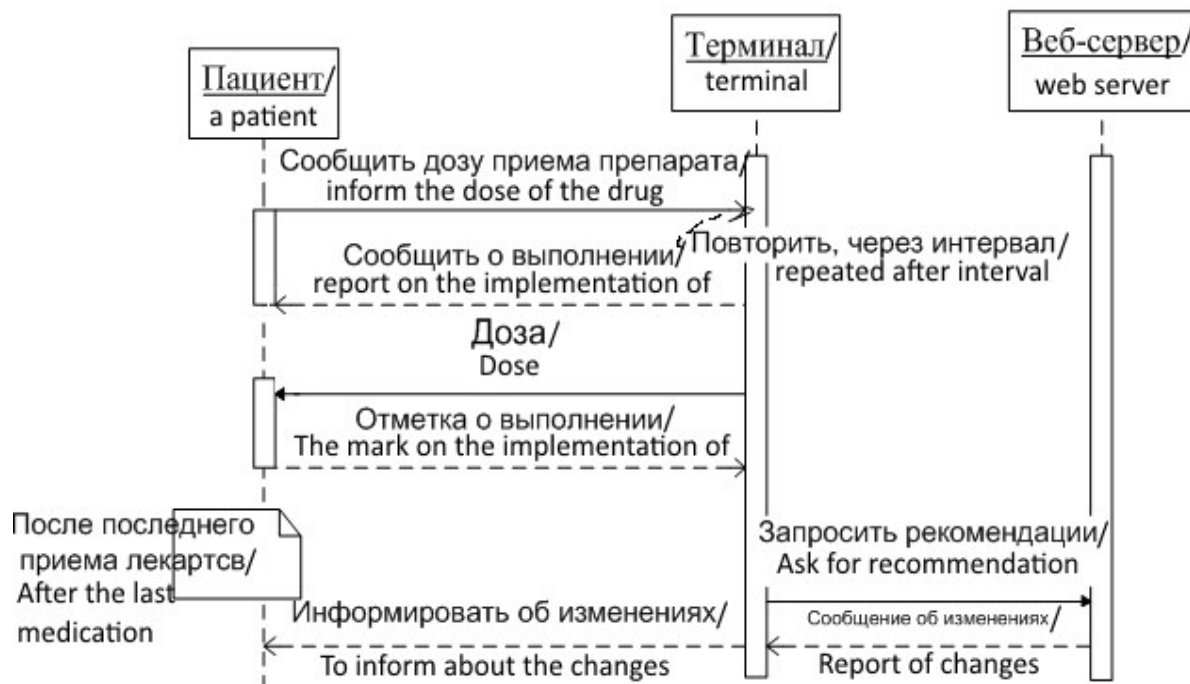 Пациент/
a patient
Терминал/
terminal
Веб-сервер/
web server
Сообщить дозу приема препарата/
inform the dose of the drug
Сообщить о выполнении/
report on the implementation of
Повторить, через интервал/
repeated after interval
Доза/
Dose
Отметка о выполнении/
The mark on the implementation of
После последнего
приема лекартсв/
After the last
medication
Запросить рекомендации/
Ask for recommendation
Информировать об изменениях/
To inform about the changes
Сообщение об изменениях/
Report of changes